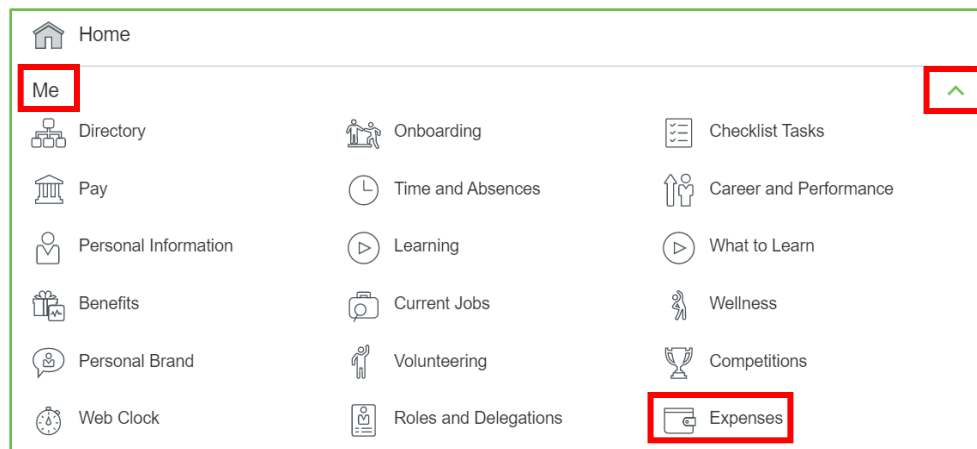 Home
Me
Directory
Onboarding
Checklist Tasks
Pay
Time and Absences
Career and Performance
Personal Information
Learning
What to Learn
Benefits
Current Jobs
Wellness
Personal Brand
Volunteering
Competitions
Web Clock
Roles and Delegations
Expenses